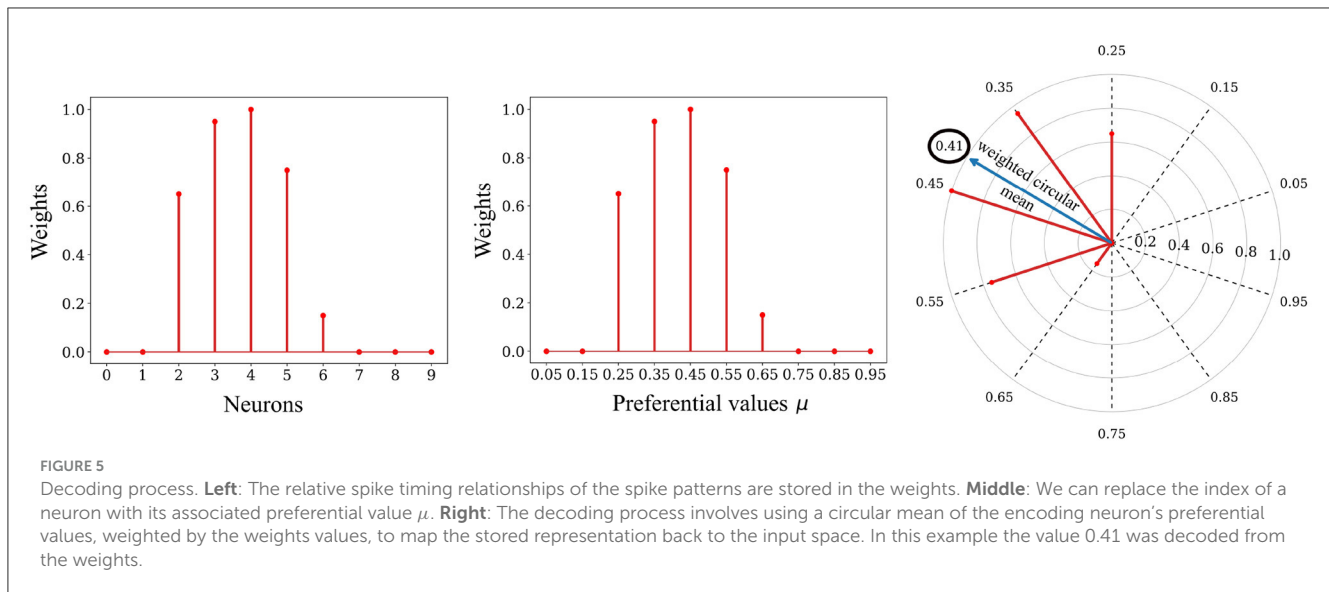 1.0
0.8
0.6
0.4
0.2
0.0
Weights
0 1 2 3 4 5 6 7 8 9
Neurons
1.0
0.8
0.6
0.4
0.2
0.0
Weights
0.05 0.15 0.25 0.35 0.45 0.55 0.65 0.75 0.85 0.95
Preferential values μ
0.25
0.35
0.15
0.41
weighted circular
mean
0.45
0.05
0.2 0.4 0.6 0.8 1.0
0.55
0.95
0.65
0.85
0.75
FIGURE 5
Decoding process. Left: The relative spike timing relationships of the spike patterns are stored in the weights. Middle: We can replace the index of a
neuron with its associated preferential value μ. Right: The decoding process involves using a circular mean of the encoding neuron's preferential
values, weighted by the weights values, to map the stored representation back to the input space. In this example the value 0.41 was decoded from
the weights.